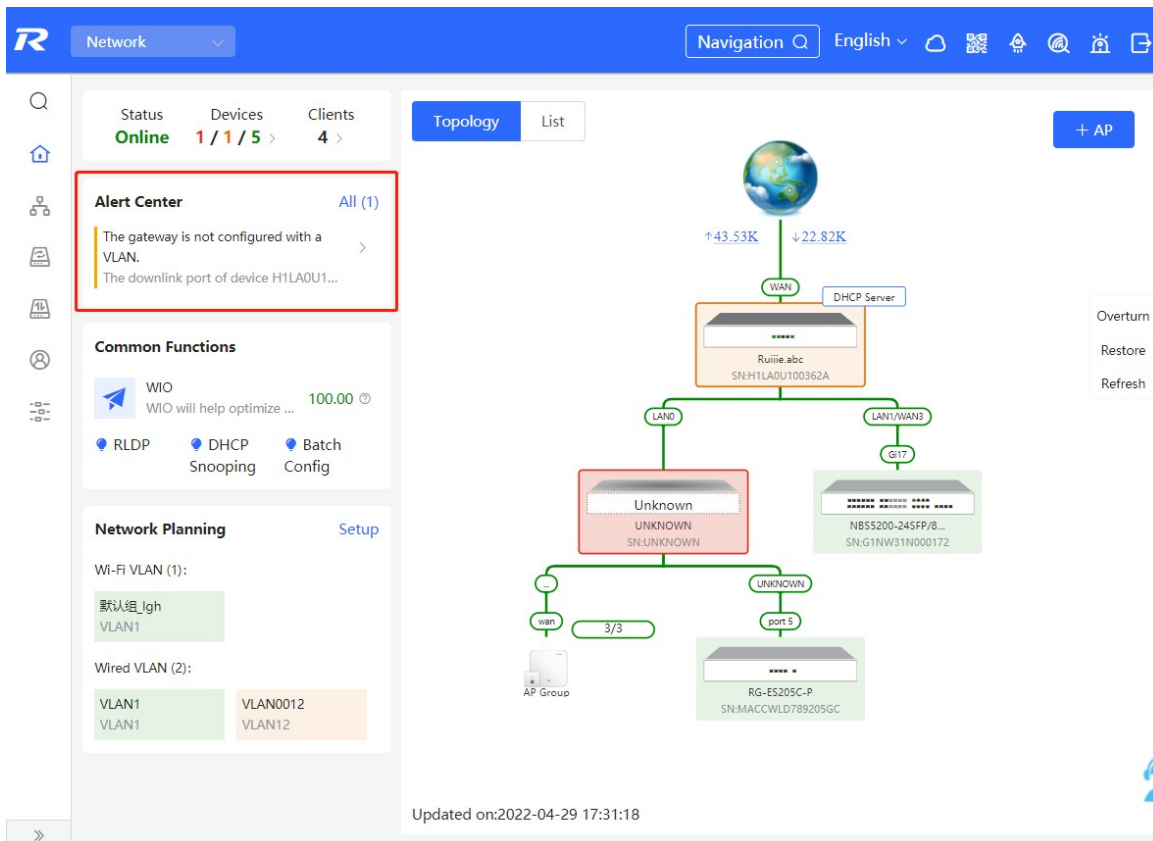 Network
Navigation
English
Status Devices Clients
Online 1 / 1 / 5 > 4 >
Alert Center All (1)
The gateway is not configured with a
VLAN.
The downlink port of device H1LA0U1...
Common Functions
WIO
WIO will help optimize ... 100.00
RLDP DHCP Snooping Batch Config
Network Planning Setup
Wi-Fi VLAN (1):
默认组_lgh
VLAN1
Wired VLAN (2):
VLAN1 VLAN0012
VLAN1 VLAN12
Topology List
+ AP
↑43.53K ↓22.82K
WAN
DHCP Server
Ruiiie.abc
SN:H1LA0U100362A
LAN0 LAN1/WAN3
Gi17
Unknown
UNKNOWN
SN:UNKNOWN
NBS5200-24SFP/8...
SN:G1NW31N000172
... UNKNOWN
wan 3/3 port 5
AP Group
RG-ES205C-P
SN:MACCWLD789205GC
Overturn
Restore
Refresh
Updated on:2022-04-29 17:31:18